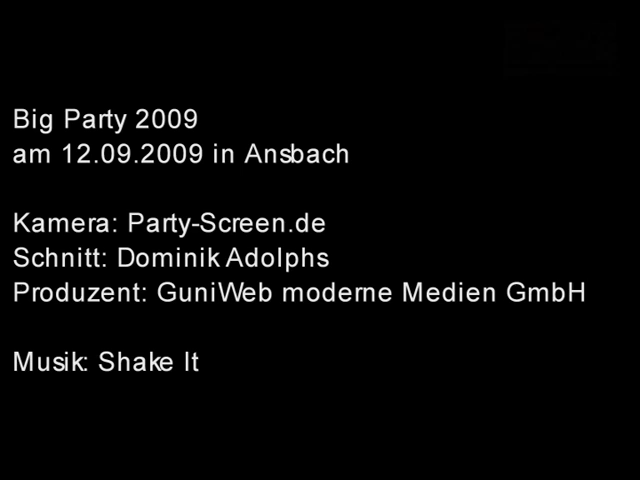 Big Party 2009
am 12.09.2009 in Ansbach
Kamera: Party-Screen.de
Schnitt: Dominik Adolphs
Produzent: GuniWeb moderne Medien GmbH
Musik: Shake It